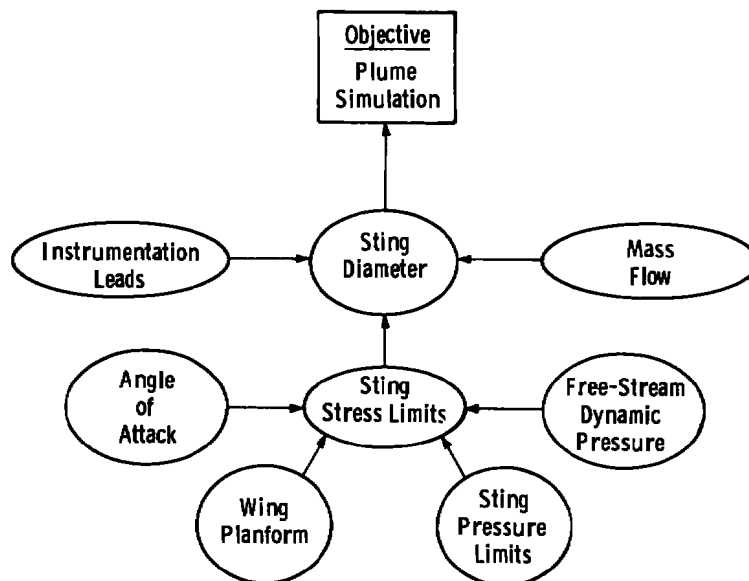 Objective
Plume
Simulation
Instrumentation
Leads
Sting
Diameter
Mass
Flow
Angle
of
Attack
Sting
Stress Limits
Free-Stream
Dynamic
Pressure
Wing
Planform
Sting
Pressure
Limits